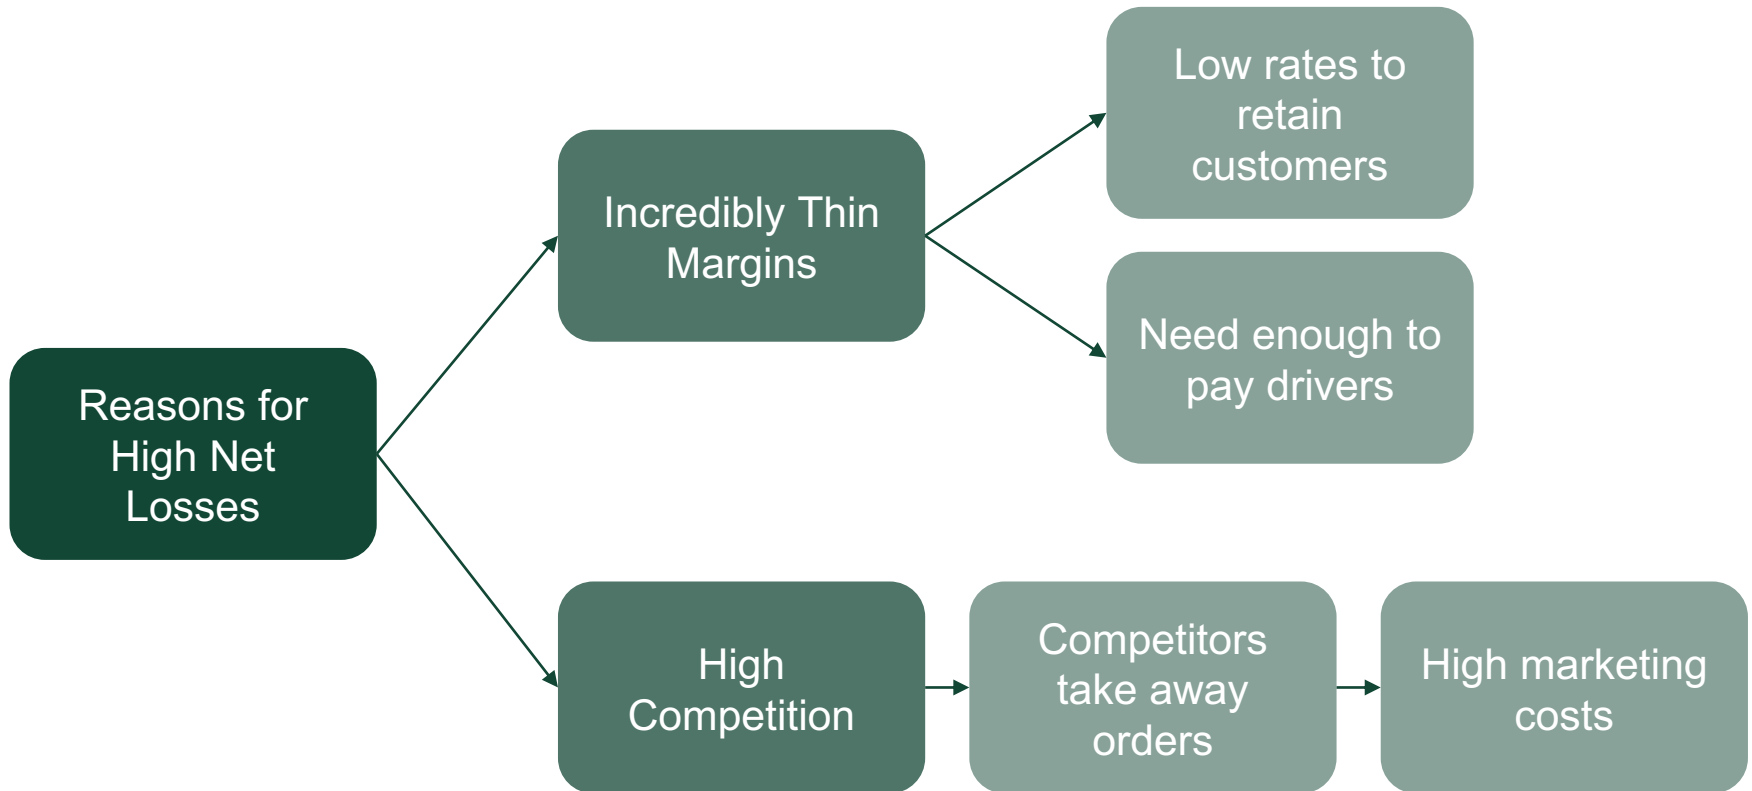 Reasons for
High Net
Losses
Incredibly Thin
Margins
Low rates to
retain
customers
Need enough to
pay drivers
High
Competition
Competitors
take away
orders
High marketing
costs